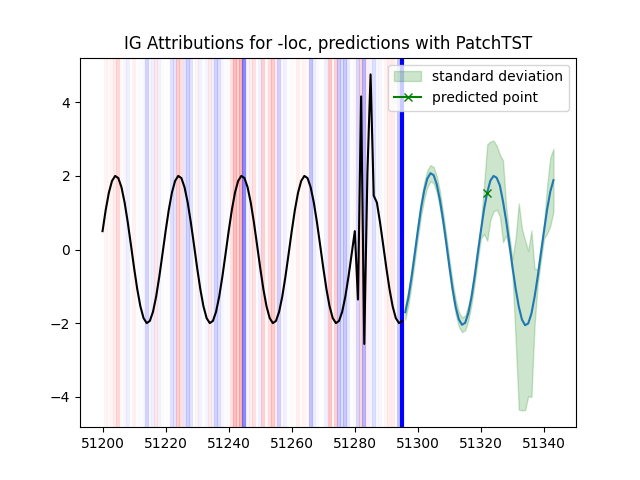 IG Attributions for -loc, predictions with PatchTST
standard deviation
predicted point
4
2
0
−2
−4
51200 51220 51240 51260 51280 51300 51320 51340